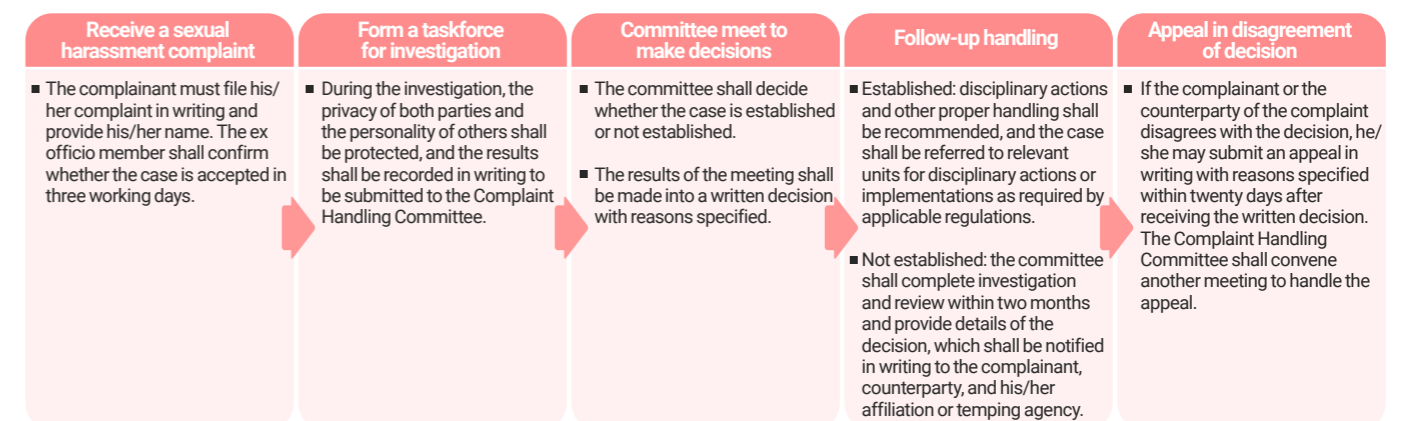 Receive a sexual
harassment complaint
■ The complainant must file his/
her complaint in writing and
provide his/her name. The ex
officio member shall confirm
whether the case is accepted in
three working days.
Form a taskforce
for investigation
■ During the investigation, the
privacy of both parties and
the personality of others shall
be protected, and the results
shall be recorded in writing to
be submitted to the Complaint
Handling Committee.
Committee meet to
make decisions
■ The committee shall decide
whether the case is established
or not established.
■ The results of the meeting shall
be made into a written decision
with reasons specified.
Follow-up handling
■ Established: disciplinary actions
and other proper handling shall
be recommended, and the case
shall be referred to relevant
units for disciplinary actions or
implementations as required by
applicable regulations.
■ Not established: the committee
shall complete investigation
and review within two months
and provide details of the
decision, which shall be notified
in writing to the complainant,
counterparty, and his/her
affiliation or temping agency.
Appeal in disagreement
of decision
■ If the complainant or the
counterparty of the complaint
disagrees with the decision, he/
she may submit an appeal in
writing with reasons specified
within twenty days after
receiving the written decision.
The Complaint Handling
Committee shall convene
another meeting to handle the
appeal.